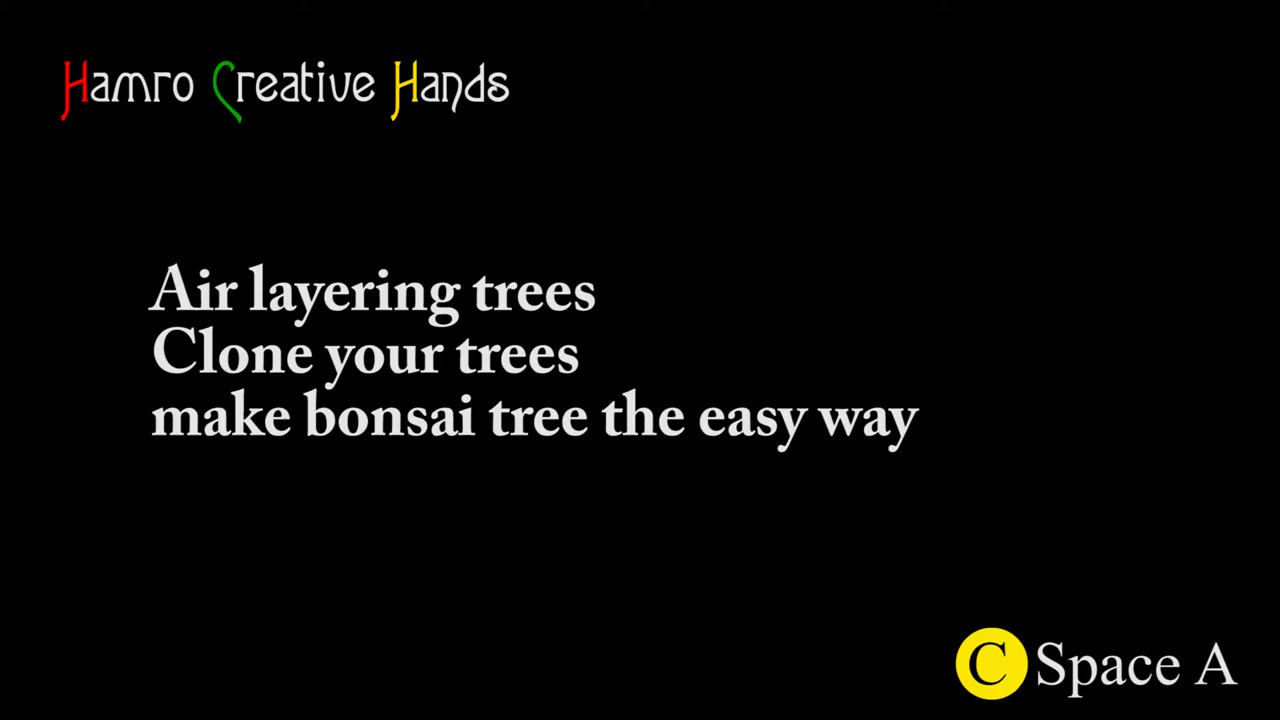 Hamro Creative Hands
Air layering trees
Clone your trees
make bonsai tree the easy way
C Space A